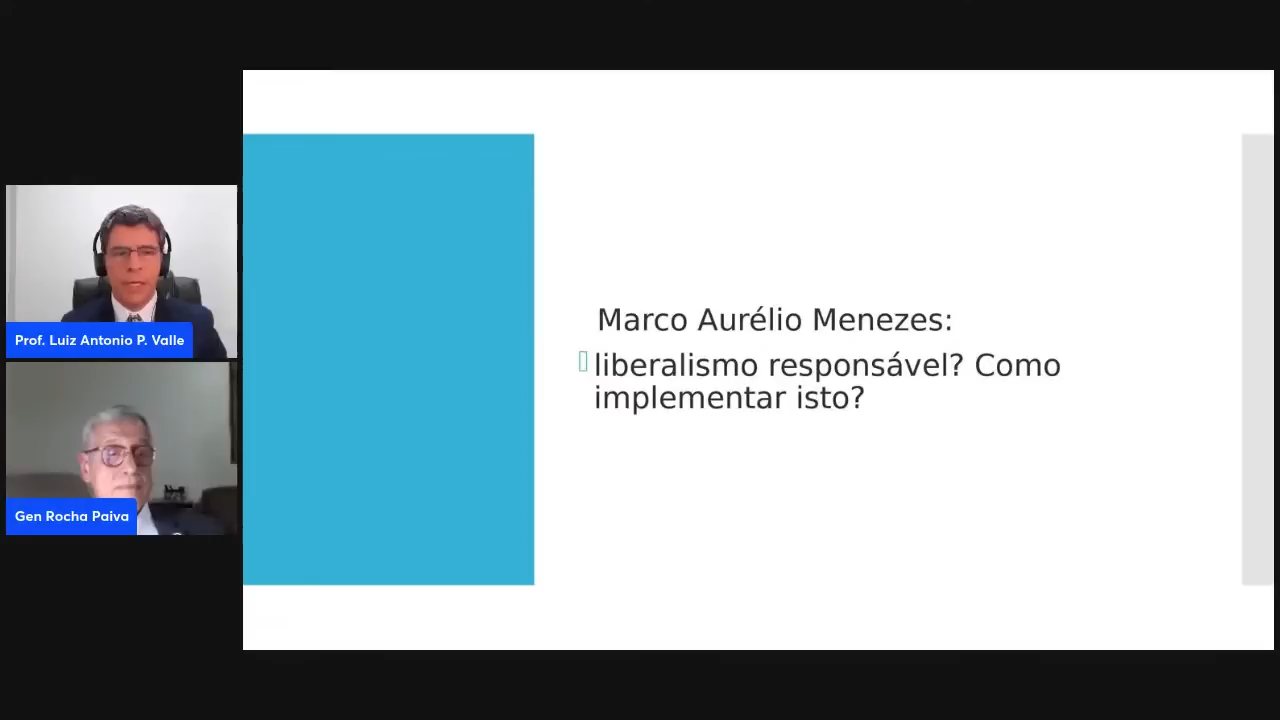 Prof. Luiz Antonio P. Valle
Gen Rocha Paiva
Marco Aurélio Menezes:
liberalismo responsável? Como
implementar isto?